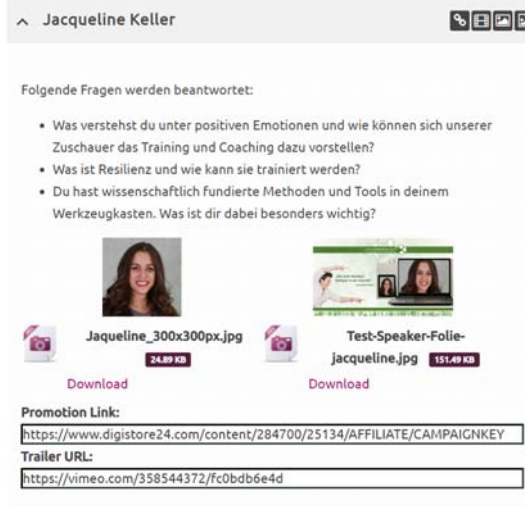 Jacqueline Keller
Folgende Fragen werden beantwortet:
• Was verstehst du unter positiven Emotionen und wie können sich unserer
Zuschauer das Training und Coaching dazu vorstellen?
• Was ist Resilienz und wie kann sie trainiert werden?
• Du hast wissenschaftlich fundierte Methoden und Tools in deinem
Werkzeugkasten. Was ist dir dabei besonders wichtig?
Jaqueline_300x300px.jpg
24.89 KB
Download
Test-Speaker-Folie-
jacqueline.jpg 151.49 KB
Download
Promotion Link:
https://www.digistore24.com/content/284700/25134/AFFILIATE/CAMPAIGNKEY
Trailer URL:
https://vimeo.com/358544372/fc0bdb6e4d